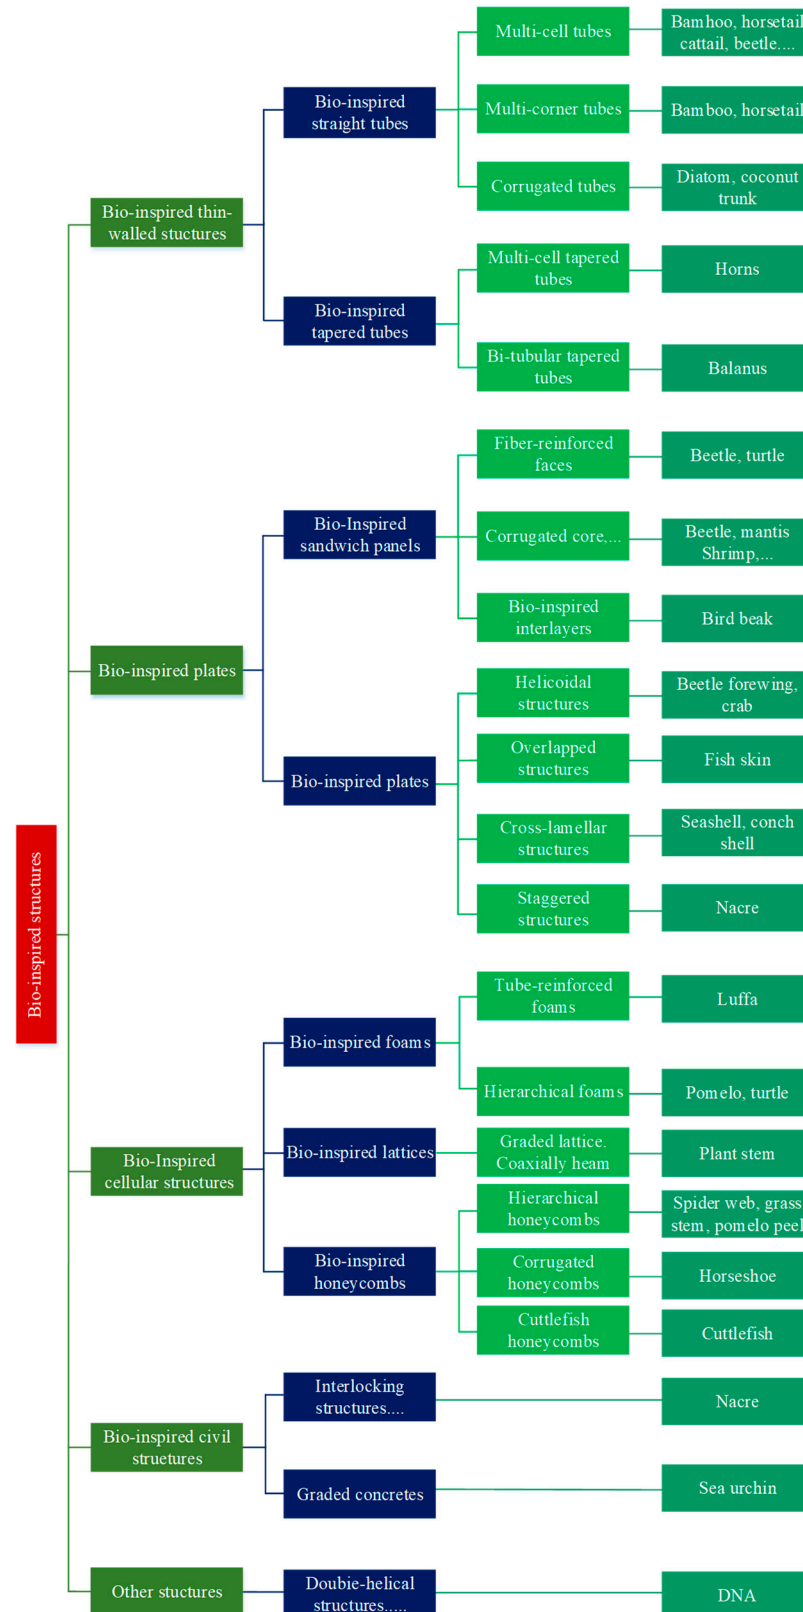 Bio-inspired structures
Bio-inspired thin-
walled stuctures
Bio-inspired
straight tubes
Multi-cell tubes
Bamhoo, horsetail,
cattail, beetle....
Multi-corner tubes
Bamboo, horsetail
Corrugated tubes
Diatom, coconut
trunk
Bio-inspired
tapered tubes
Multi-cell tapered
tubes
Horns
Bi-tubular tapered
tubes
Balanus
Bio-inspired plates
Bio-Inspired
sandwich panels
Fiber-reinforced
faces
Beetle, turtle
Corrugated core,...
Beetle, mantis
Shrimp,...
Bio-inspired
interlayers
Bird beak
Bio-inspired plates
Helicoidal
structures
Beetle forewing,
crab
Overlapped
structures
Fish skin
Cross-lamellar
structures
Seashell, conch
shell
Staggered
structures
Nacre
Bio-Inspired
cellular structures
Bio-inspired foams
Tube-reinforced
foams
Luffa
Hierarchical foams
Pomelo, turtle
Bio-inspired lattices
Graded lattice.
Coaxially heam
Plant stem
Bio-inspired
honeycombs
Hierarchical
honeycombs
Spider web, grass
stem, pomelo peel
Corrugated
honeycombs
Horseshoe
Cuttlefish
honeycombs
Cuttlefish
Bio-inspired civil
struetures
Interlocking
structures....
Nacre
Graded concretes
Sea urchin
Other stuctures
Doubie-helical
structures.....
DNA